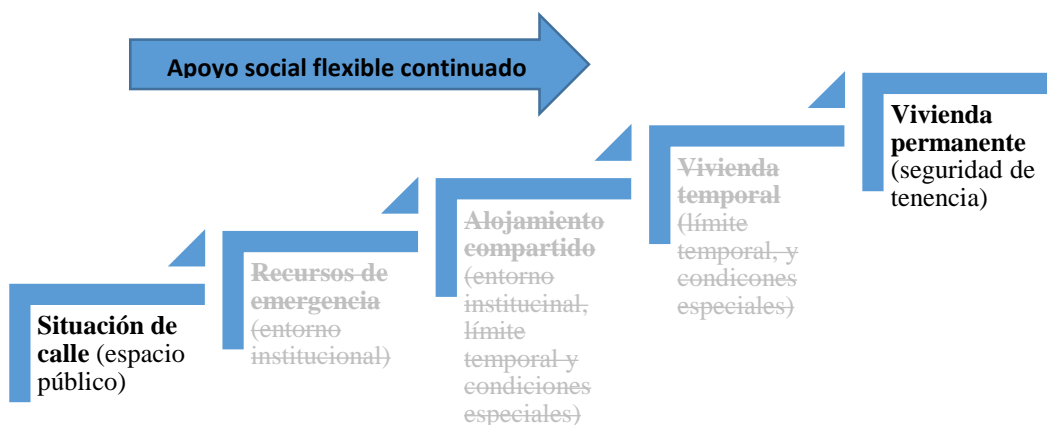 Apoyo social flexible continuado
Situación de
calle (espacio
público)
Recursos de
emergencia
(entorno
institucional)
Alojamiento
compartido
(entorno
institucinal,
límite
temporal y
condiciones
especiales)
Vivienda
temporal
(límite
temporal, y
condicones
especiales)
Vivienda
permanente
(seguridad de
tenencia)